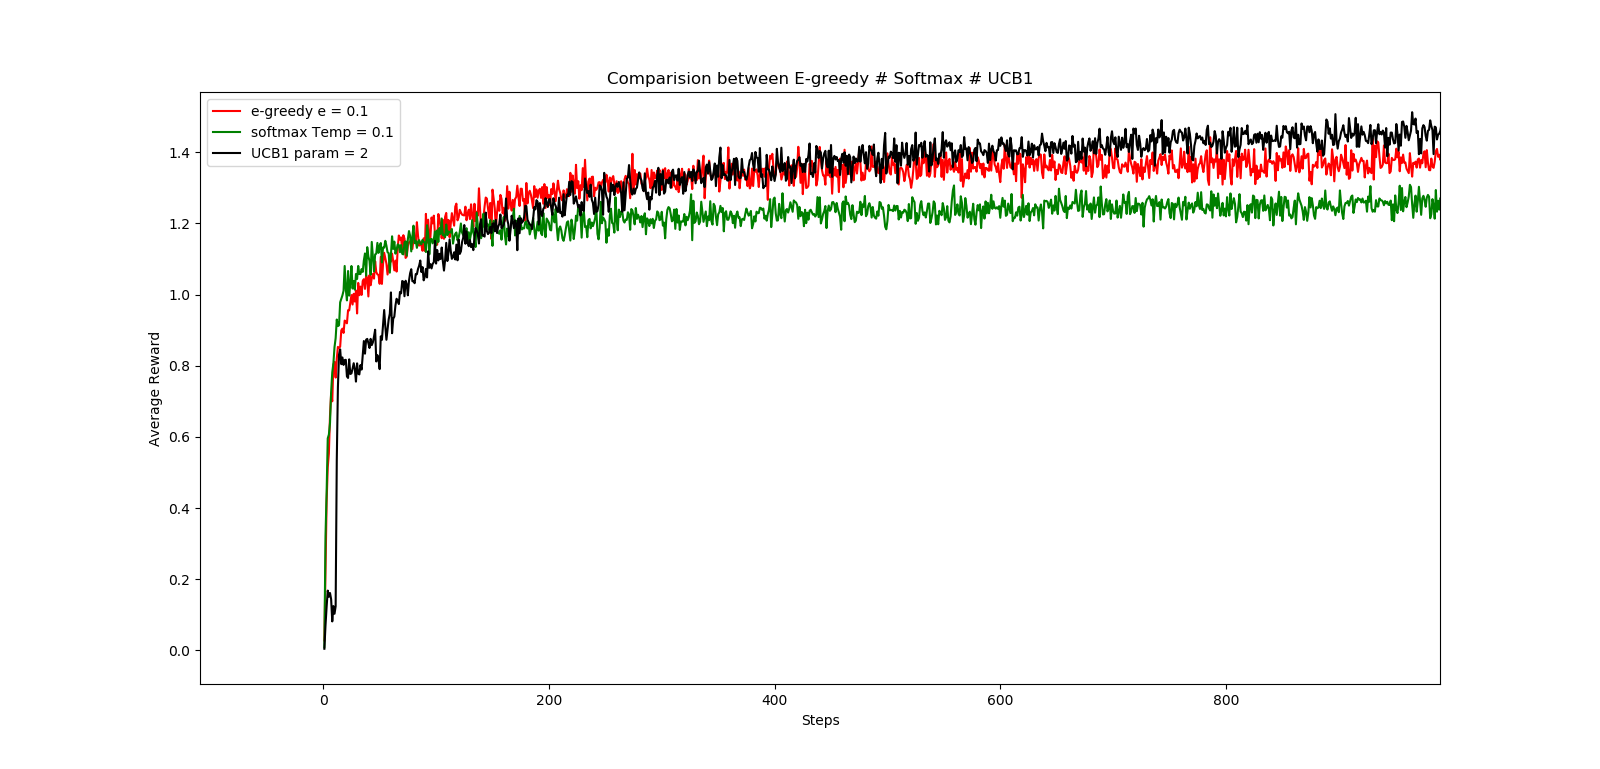 Comparision between E-greedy # Softmax # UCB1
e-greedy e = 0.1
softmax Temp = 0.1
UCB1 param = 2
Average Reward
1.4
1.2
1.0
0.8
0.6
0.4
0.2
0.0
0 200 400 600 800
Steps